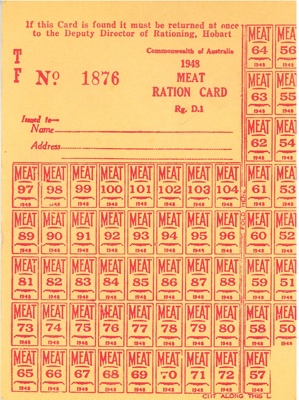 If this Card is found it must be returned at once
to the Deputy Director of Rationing, Hobart
Commonwealth of Australia
T
F
No 1876
1948
MEAT
RATION CARD
Rg. D.1
Issued to—
Name
Address
MEAT 64 1948 MEAT 56 1948
MEAT 63 1948 MEAT 55 1948
MEAT 62 1948 MEAT 54 1948
MEAT 97 1948 MEAT 98 1948 MEAT 99 1948 MEAT 100 1948 MEAT 101 1948 MEAT 102 1948 MEAT 103 1948 MEAT 104 1948 MEAT 61 1948 MEAT 53 1948
MEAT 89 1948 MEAT 90 1948 MEAT 91 1948 MEAT 92 1948 MEAT 93 1948 MEAT 94 1948 MEAT 95 1948 MEAT 96 1948 MEAT 60 1948 MEAT 52 1948
MEAT 81 1948 MEAT 82 1948 MEAT 83 1948 MEAT 84 1948 MEAT 85 1948 MEAT 86 1948 MEAT 87 1948 MEAT 88 1948 MEAT 59 1948 MEAT 51 1948
MEAT 73 1948 MEAT 74 1948 MEAT 75 1948 MEAT 76 1948 MEAT 77 1948 MEAT 78 1948 MEAT 79 1948 MEAT 80 1948 MEAT 58 1948 MEAT 50 1948
MEAT 65 1948 MEAT 66 1948 MEAT 67 1948 MEAT 68 1948 MEAT 69 1948 MEAT 70 1948 MEAT 71 1948 MEAT 72 1948 MEAT 57 1948
CUT ALONG THIS L